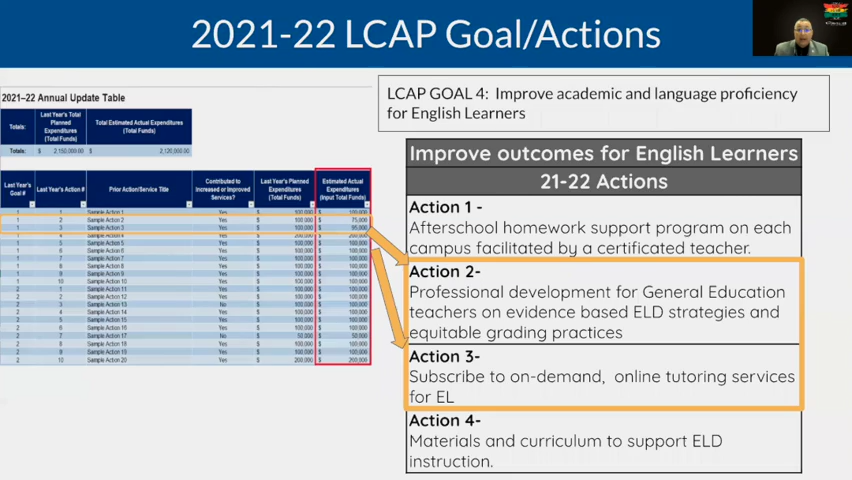 2021-22 LCAP Goal/Actions
2021–22 Annual Update Table
Totals:
Last Year's Total Planned Expenditures (Total Funds)
Total Estimated Actual Expenditures (Total Funds)
Totals: $ 2,150,000.00 $ 2,120,000.00
Last Year's Goal #
Last Year's Action #
Prior Action/Service Title
Contributed to Increased or Improved Services?
Last Year's Planned Expenditures (Total Funds)
Estimated Actual Expenditures (Input Total Funds)
1 1 Sample Action 1 Yes $ 100,000 $ 100,000
1 2 Sample Action 2 Yes $ 100,000 $ 75,000
1 3 Sample Action 3 Yes $ 100,000 $ 95,000
1 4 Sample Action 4 Yes $ 200,000 $ 200,000
1 5 Sample Action 5 Yes $ 100,000 $ 100,000
1 6 Sample Action 6 Yes $ 100,000 $ 100,000
1 7 Sample Action 7 Yes $ 100,000 $ 100,000
1 8 Sample Action 8 Yes $ 100,000 $ 100,000
1 9 Sample Action 9 Yes $ 100,000 $ 100,000
1 10 Sample Action 10 Yes $ 100,000 $ 100,000
2 1 Sample Action 11 Yes $ 100,000 $ 100,000
2 2 Sample Action 12 Yes $ 100,000 $ 100,000
2 3 Sample Action 13 No $ 100,000 $ 100,000
2 4 Sample Action 14 Yes $ 100,000 $ 100,000
2 5 Sample Action 15 Yes $ 100,000 $ 100,000
2 6 Sample Action 16 Yes $ 100,000 $ 100,000
2 7 Sample Action 17 No $ 50,000 $ 50,000
2 8 Sample Action 18 Yes $ 100,000 $ 100,000
2 9 Sample Action 19 Yes $ 100,000 $ 100,000
2 10 Sample Action 20 Yes $ 200,000 $ 200,000
LCAP GOAL 4: Improve academic and language proficiency
for English Learners
Improve outcomes for English Learners
21-22 Actions
Action 1 -
Afterschool homework support program on each
campus facilitated by a certificated teacher.
Action 2-
Professional development for General Education
teachers on evidence based ELD strategies and
equitable grading practices
Action 3-
Subscribe to on-demand, online tutoring services
for EL
Action 4-
Materials and curriculum to support ELD
instruction.